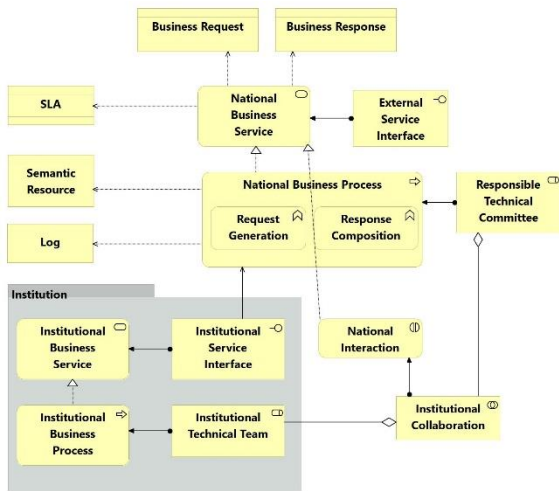 Business Request
Business Response
SLA
National
Business
Service
External
Service
Interface
Semantic
Resource
National Business Process
Request
Generation
Response
Composition
Responsible
Technical
Committee
Log
Institution
Institutional
Business
Service
Institutional
Service
Interface
National
Interaction
Institutional
Business
Process
Institutional
Technical Team
Institutional
Collaboration